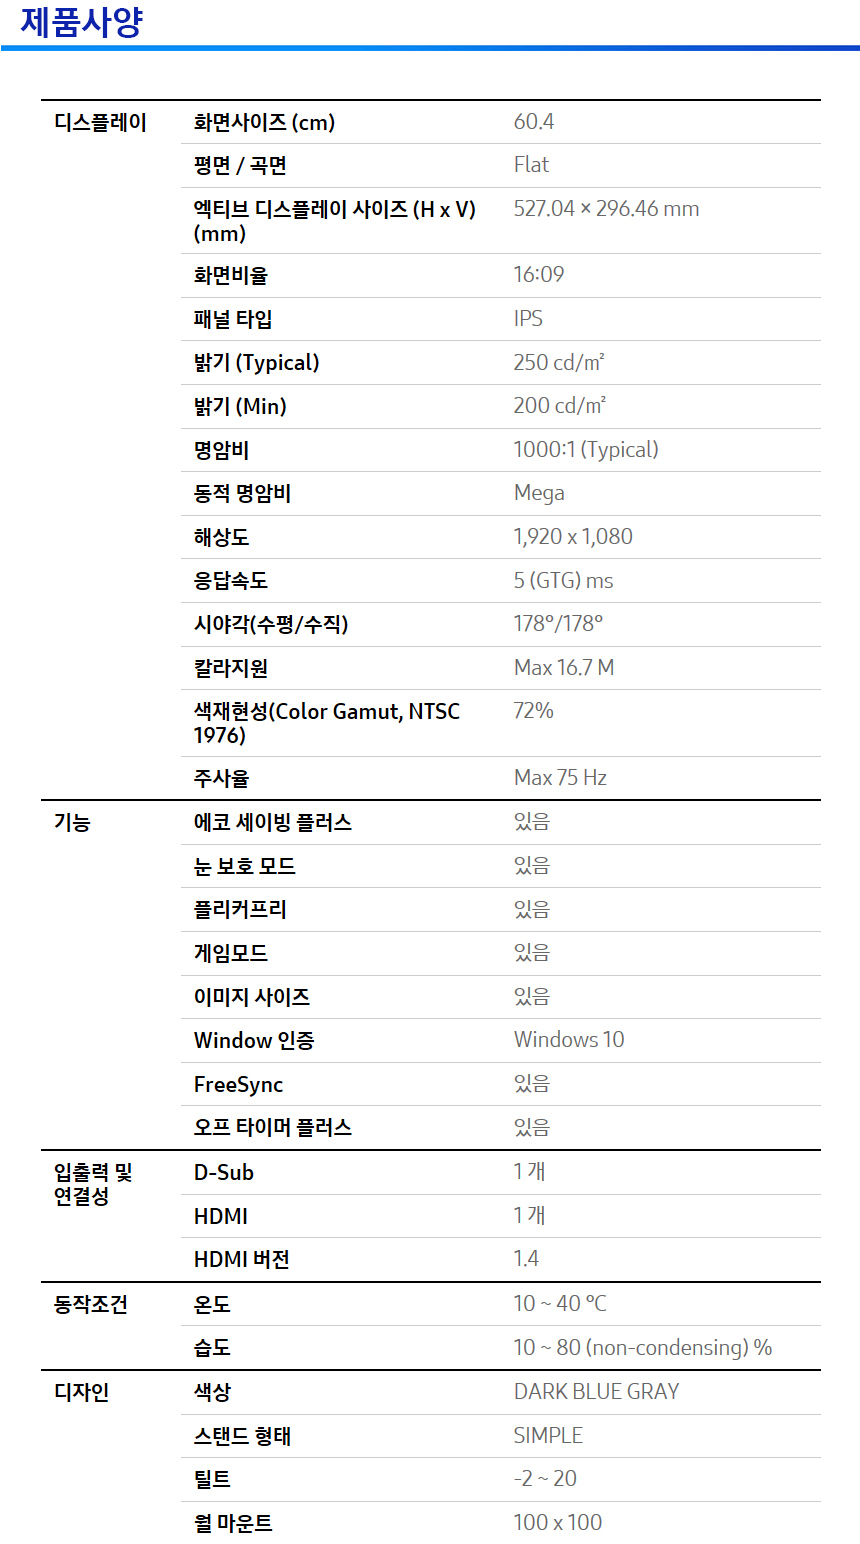 제품사양
디스플레이 화면사이즈 (cm) 60.4
평면 / 곡면 Flat
엑티브 디스플레이 사이즈 (H x V) 527.04 × 296.46 mm
(mm)
화면비율 16:09
패널 타입 IPS
밝기 (Typical) 250 cd/㎡
밝기 (Min) 200 cd/㎡
명암비 1000:1 (Typical)
동적 명암비 Mega
해상도 1,920 x 1,080
응답속도 5 (GTG) ms
시야각(수평/수직) 178°/178°
칼라지원 Max 16.7 M
색재현성(Color Gamut, NTSC 72%
1976)
주사율 Max 75 Hz
기능 에코 세이빙 플러스 있음
눈 보호 모드 있음
플리커프리 있음
게임모드 있음
이미지 사이즈 있음
Window 인증 Windows 10
FreeSync 있음
오프 타이머 플러스 있음
입출력 및 D-Sub 1 개
연결성
HDMI 1 개
HDMI 버전 1.4
동작조건 온도 10 ~ 40 ℃
습도 10 ~ 80 (non-condensing) %
디자인 색상 DARK BLUE GRAY
스탠드 형태 SIMPLE
틸트 -2 ~ 20
월 마운트 100 x 100